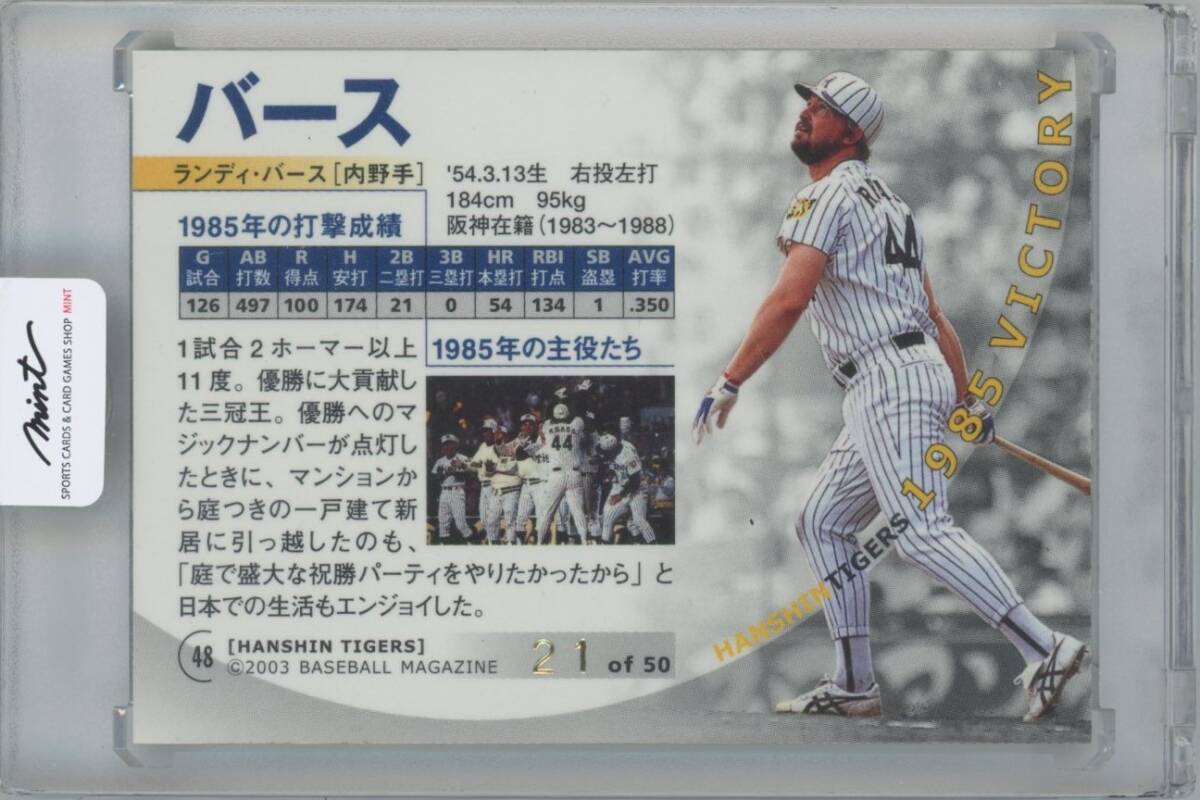 バース
ランディ・バース[内野手]
'54.3.13生 右投左打
184cm 95kg
阪神在籍(1983〜1988)
1985年の打撃成績
G AB R H 2B 3B HR RBI SB AVG
試合 打数 得点 安打 二塁打 三塁打 本塁打 打点 盗塁 打率
126 497 100 174 21 0 54 134 1 .350
1試合2ホーマー以上
11度。優勝に大貢献し
た三冠王。優勝へのマ
ジックナンバーが点灯し
たときに、マンションか
ら庭つきの一戸建て新
居に引っ越したのも、
「庭で盛大な祝勝パーティをやりたかったから」と
日本での生活もエンジョイした。
1985年の主役たち
44
48
[HANSHIN TIGERS]
©2003 BASEBALL MAGAZINE
21 of 50
HANSHIN TIGERS 1985 VICTORY
44
mint
SPORTS CARDS & CARD GAMES SHOP MINT